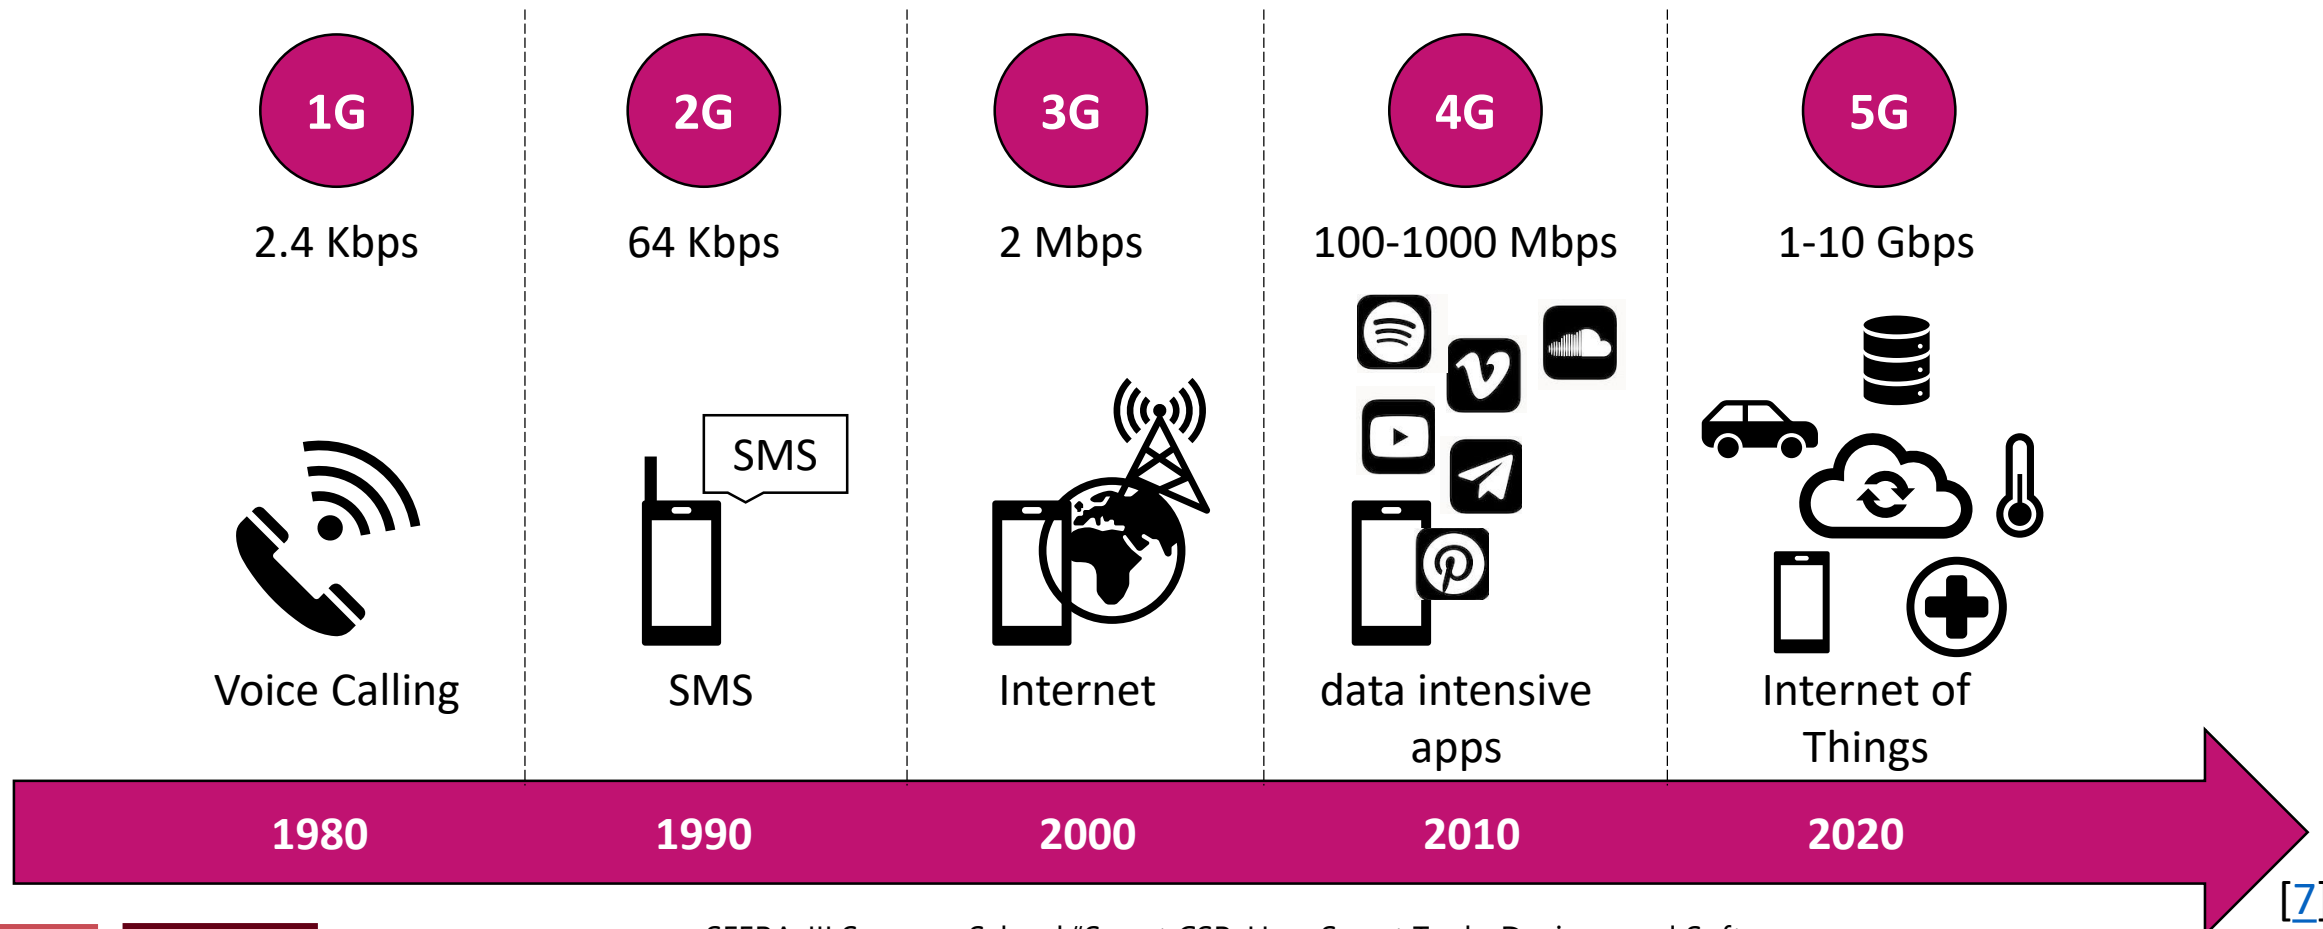 1G
2G
3G
4G
5G
2.4 Kbps
64 Kbps
2 Mbps
100-1000 Mbps
1-10 Gbps
SMS
Voice Calling
SMS
Internet
data intensive
apps
Internet of
Things
1980
1990
2000
2010
2020
[7]